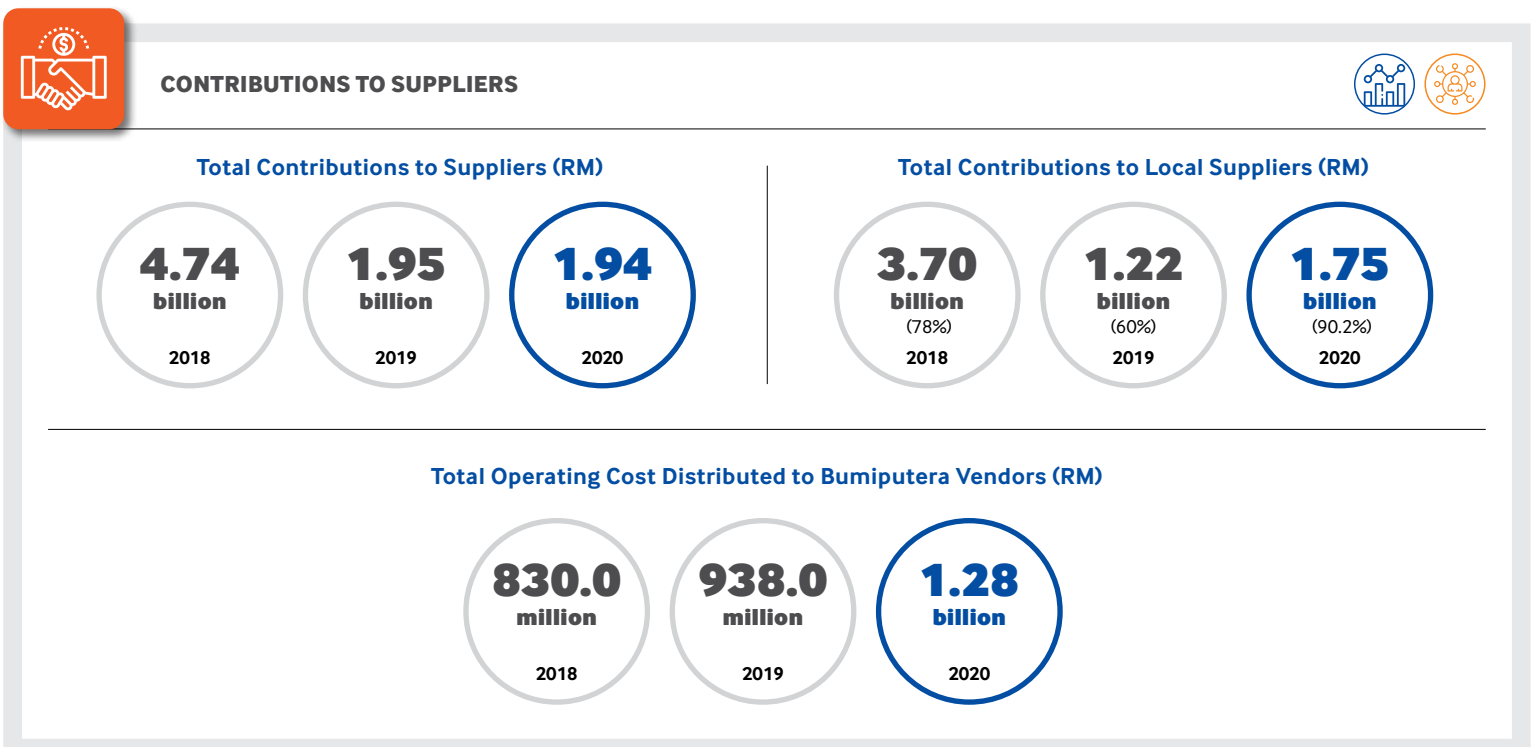 $
CONTRIBUTIONS TO SUPPLIERS
Total Contributions to Suppliers (RM)
4.74
billion
2018
1.95
billion
2019
1.94
billion
2020
Total Contributions to Local Suppliers (RM)
3.70
billion
(78%)
2018
1.22
billion
(60%)
2019
1.75
billion
(90.2%)
2020
Total Operating Cost Distributed to Bumiputera Vendors (RM)
830.0
million
2018
938.0
million
2019
1.28
billion
2020